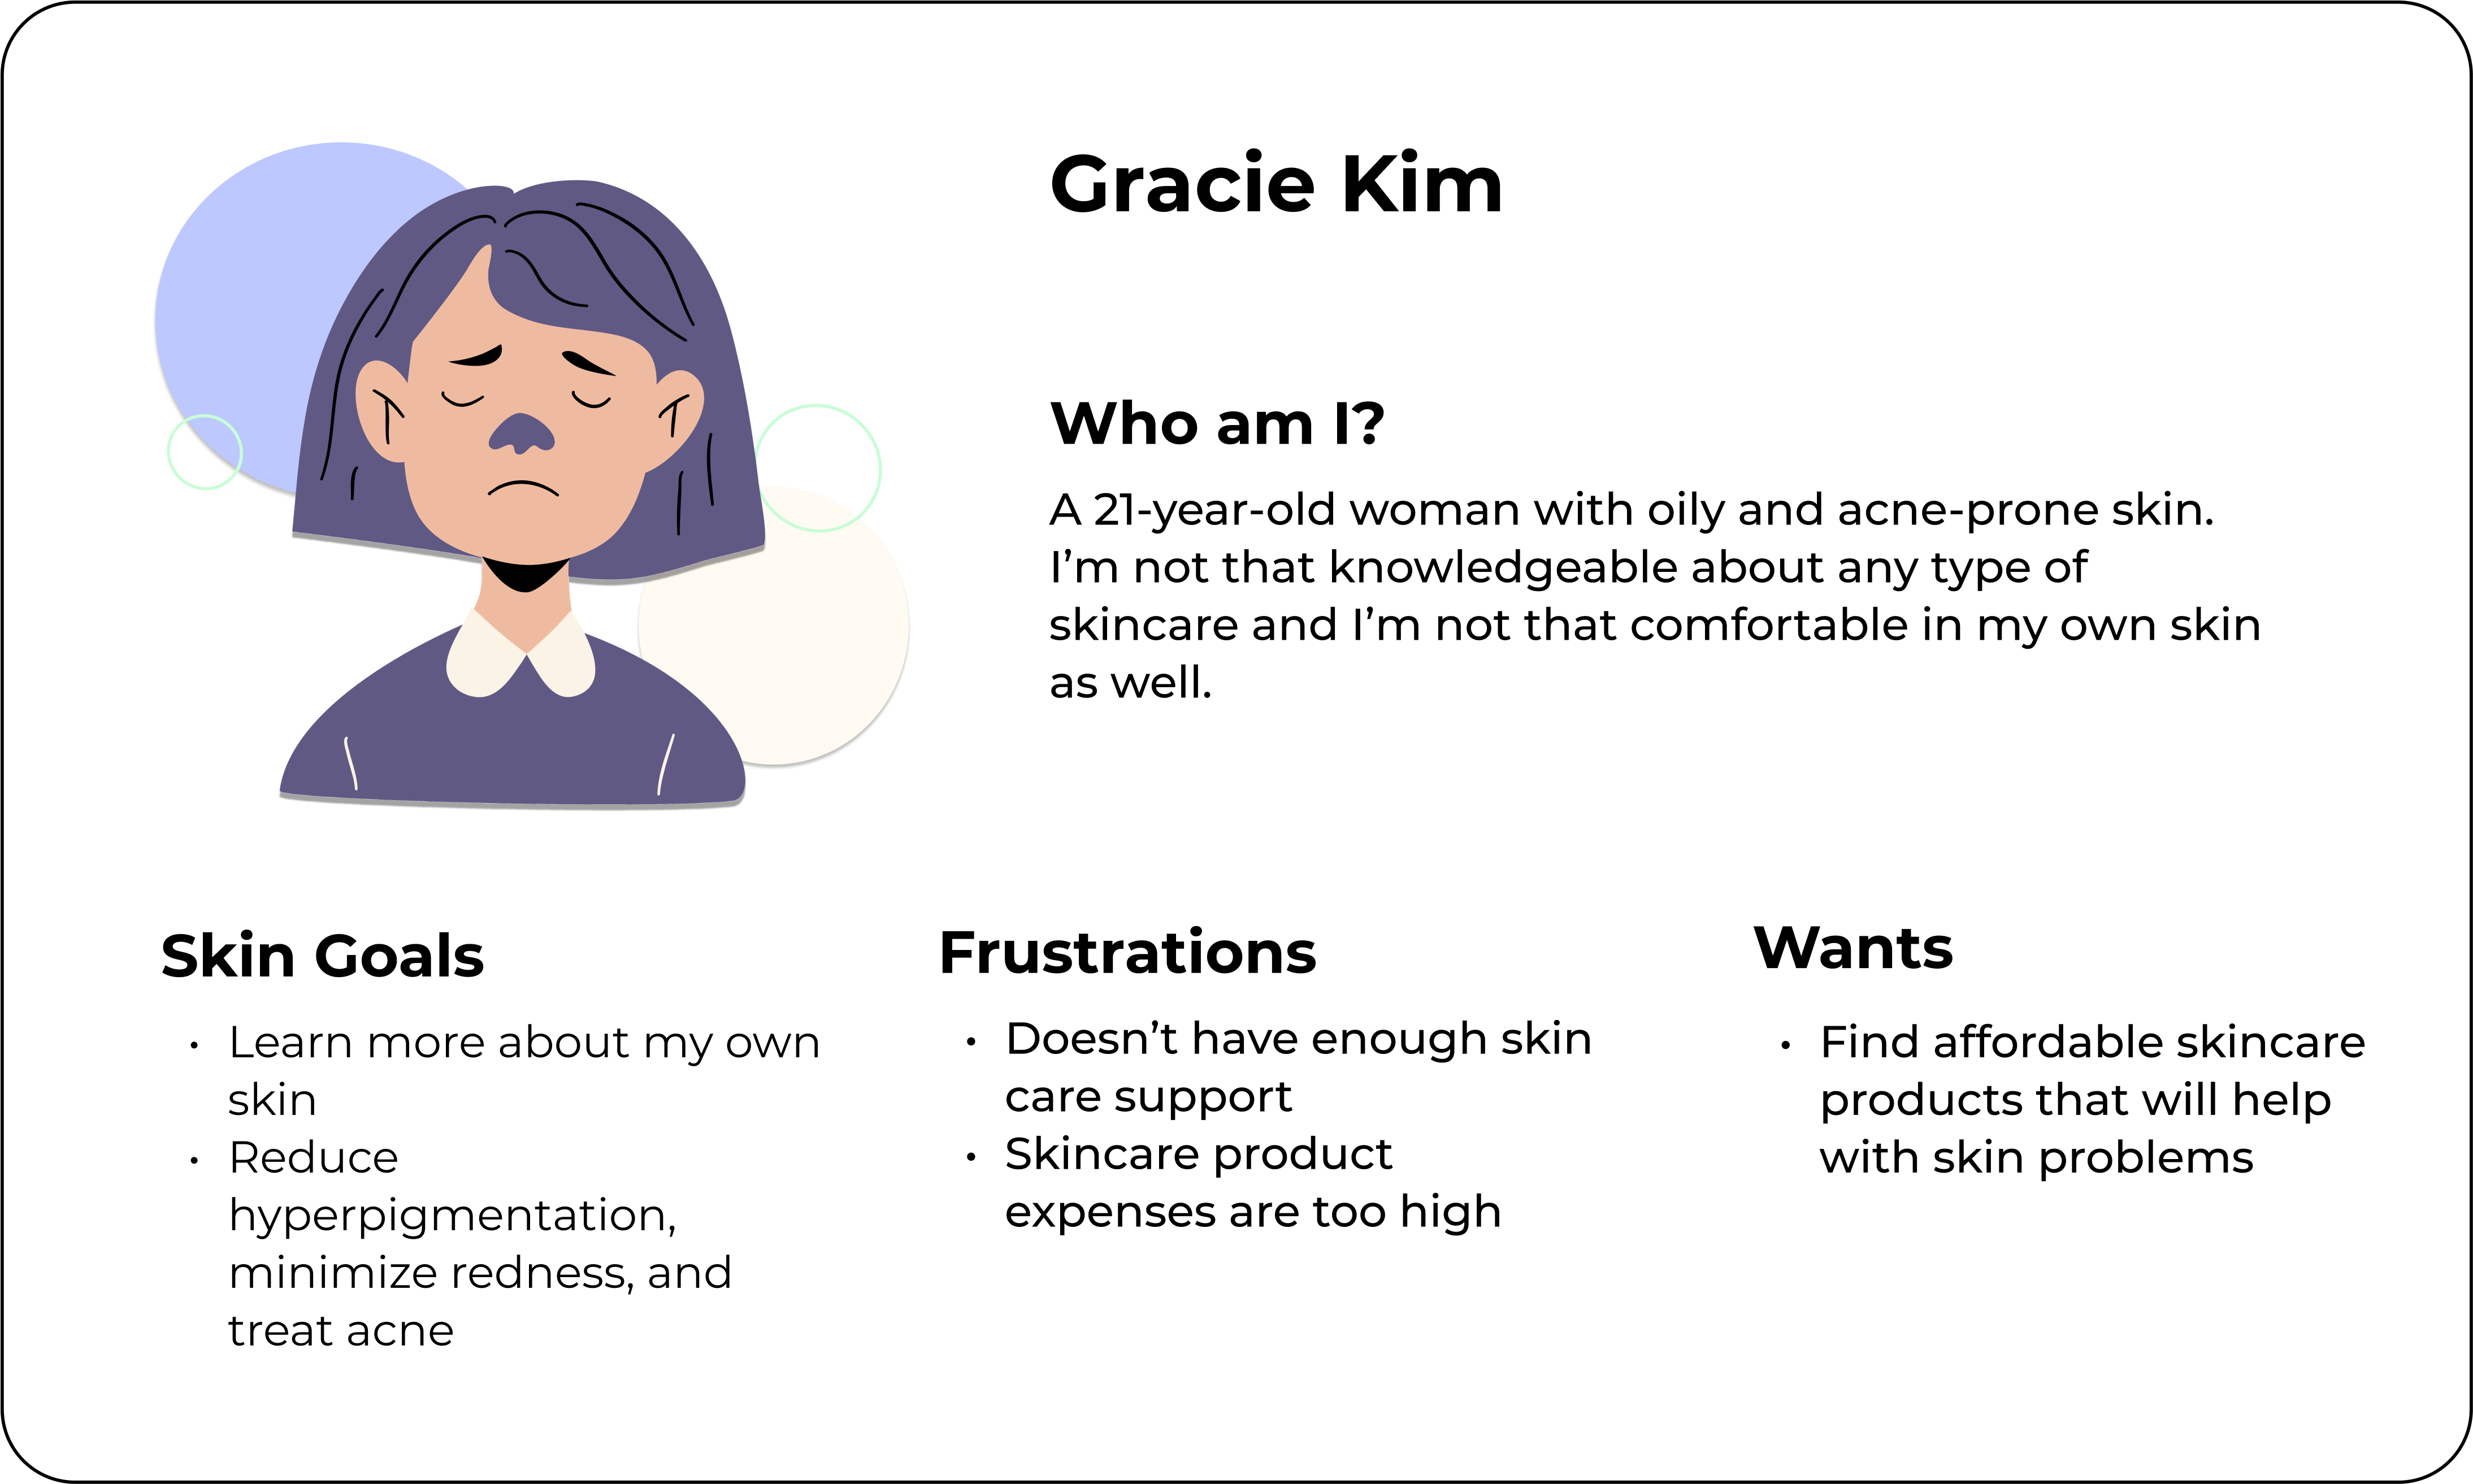 Gracie Kim
Who am I?
A 21-year-old woman with oily and acne-prone skin.
I’m not that knowledgeable about any type of
skincare and I’m not that comfortable in my own skin
as well.
Skin Goals
• Learn more about my own
skin
• Reduce
hyperpigmentation,
minimize redness, and
treat acne
Frustrations
• Doesn’t have enough skin
care support
• Skincare product
expenses are too high
Wants
• Find affordable skincare
products that will help
with skin problems